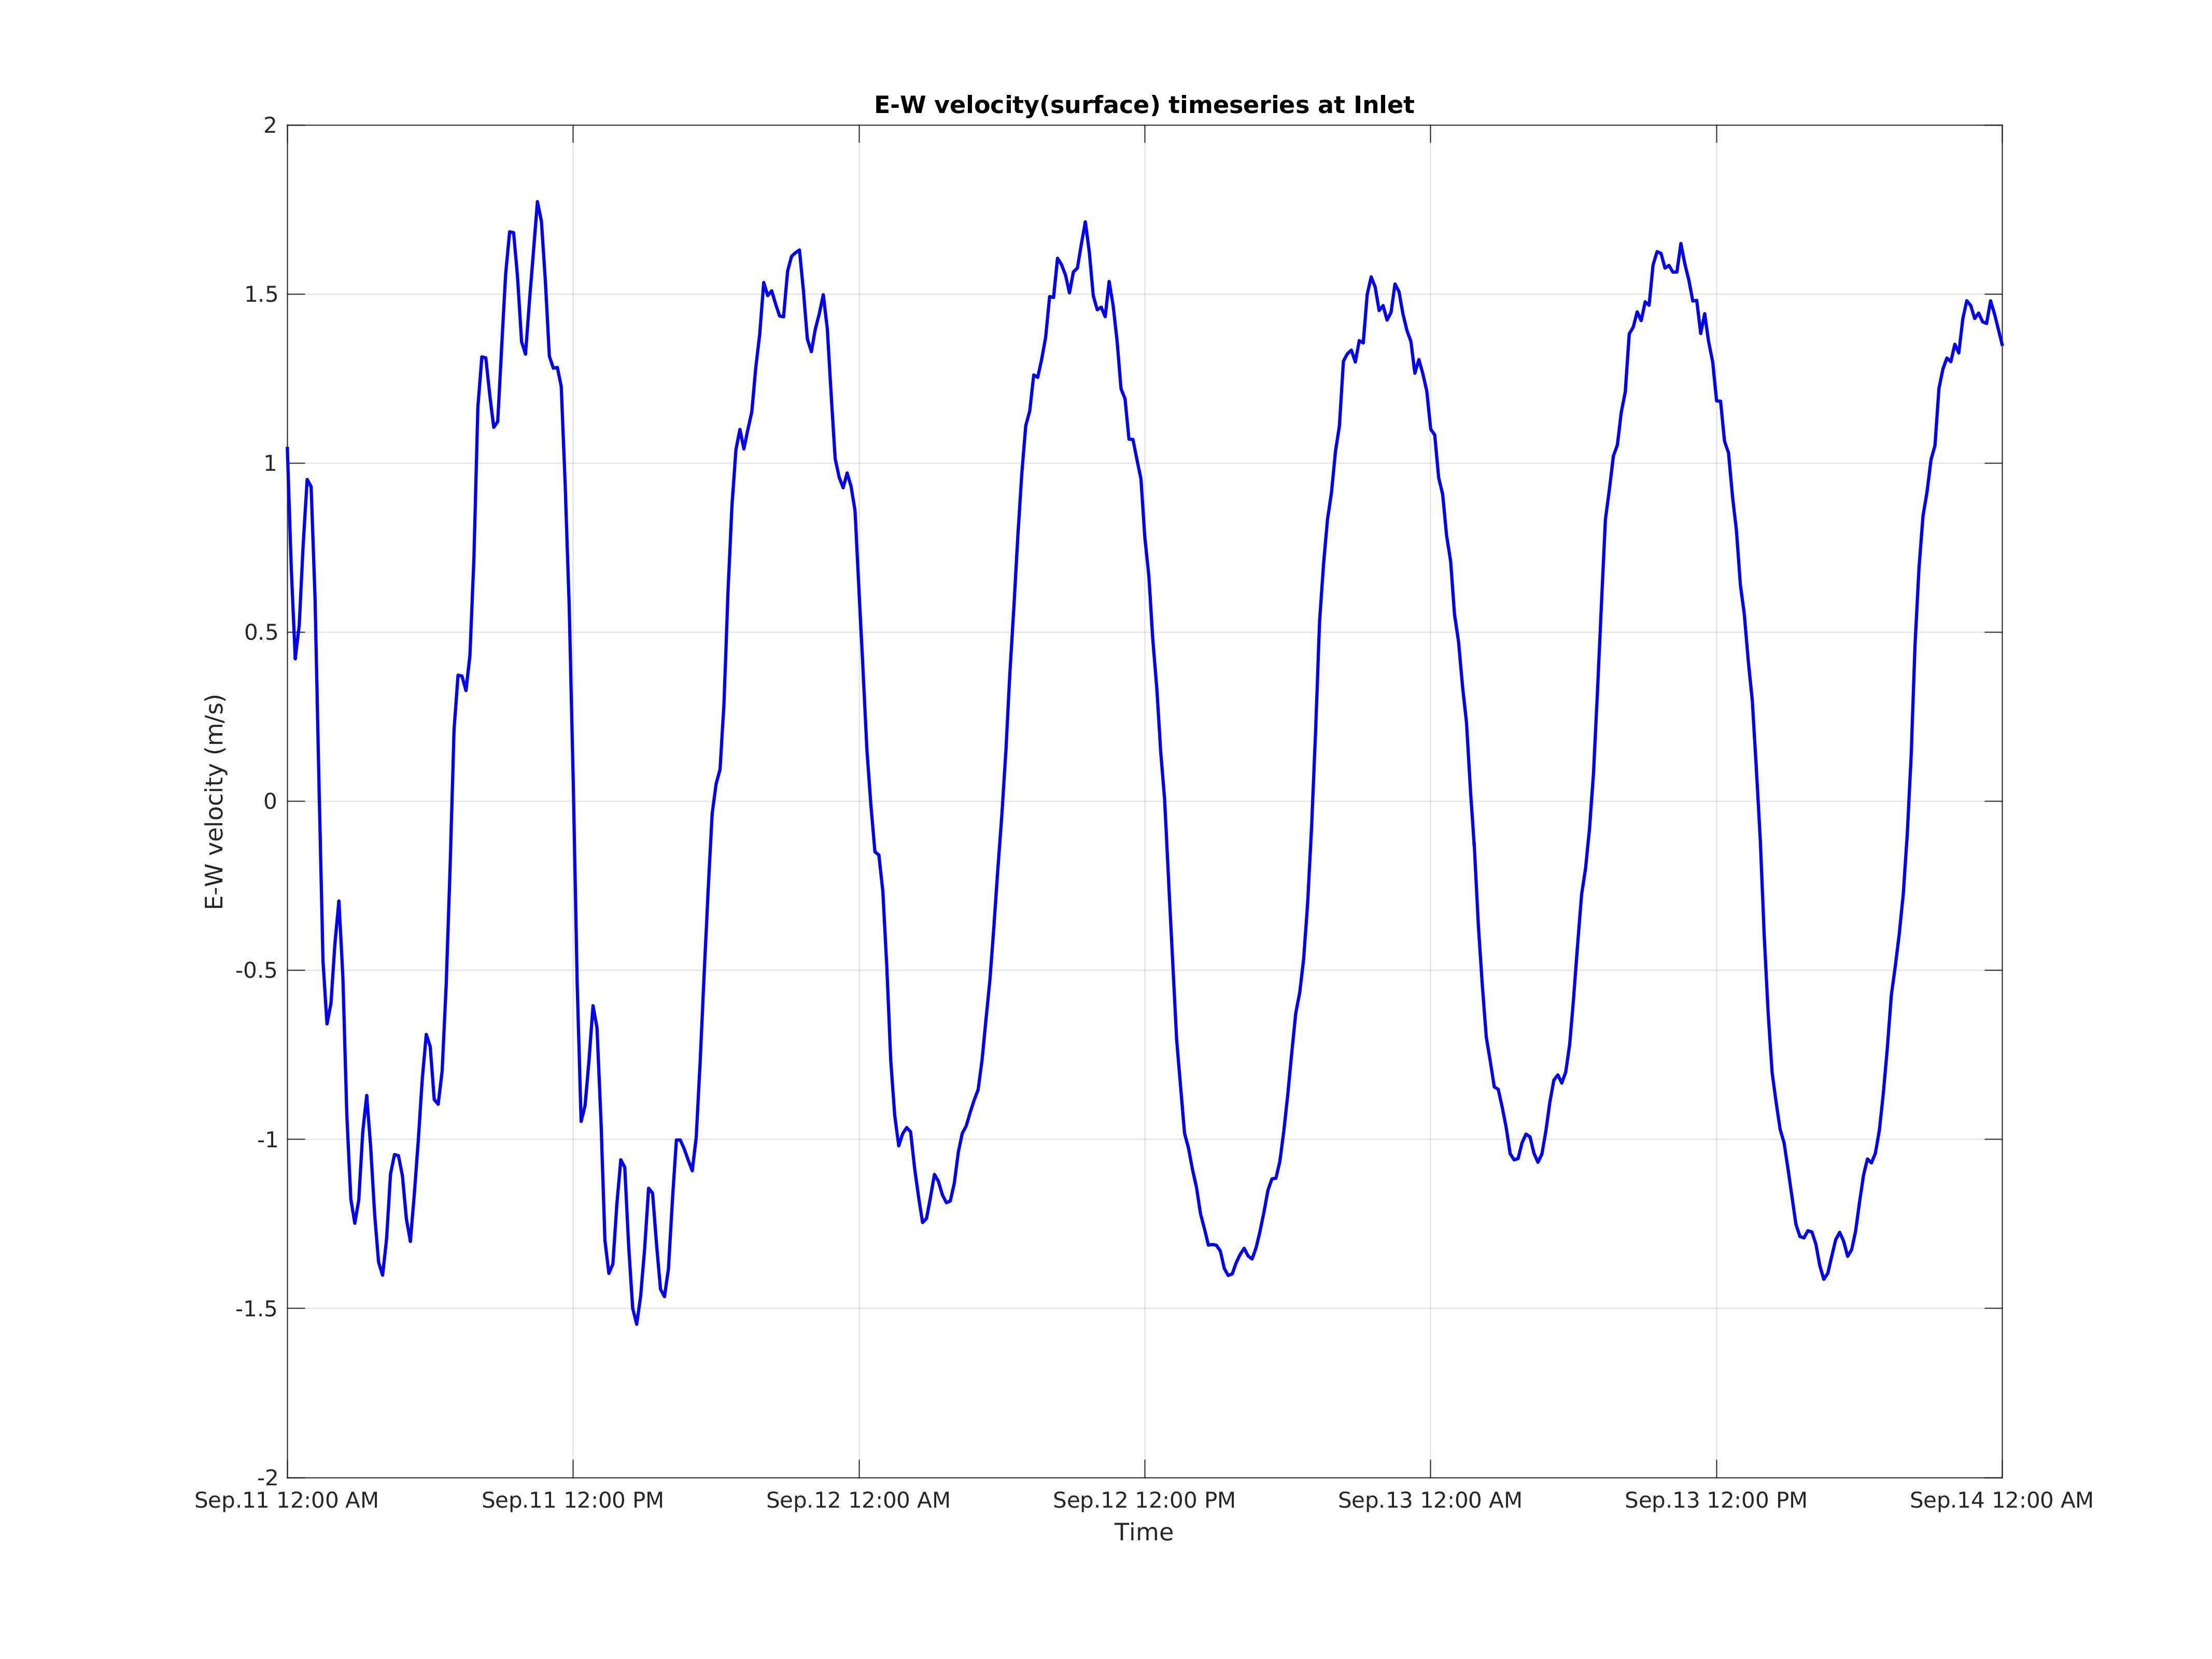 E-W velocity(surface) timeseries at Inlet
2
1.5
1
0.5
0
-0.5
-1
-1.5
-2
E-W velocity (m/s)
Sep.11 12:00 AM
Sep.11 12:00 PM
Sep.12 12:00 AM
Sep.12 12:00 PM
Sep.13 12:00 AM
Sep.13 12:00 PM
Sep.14 12:00 AM
Time